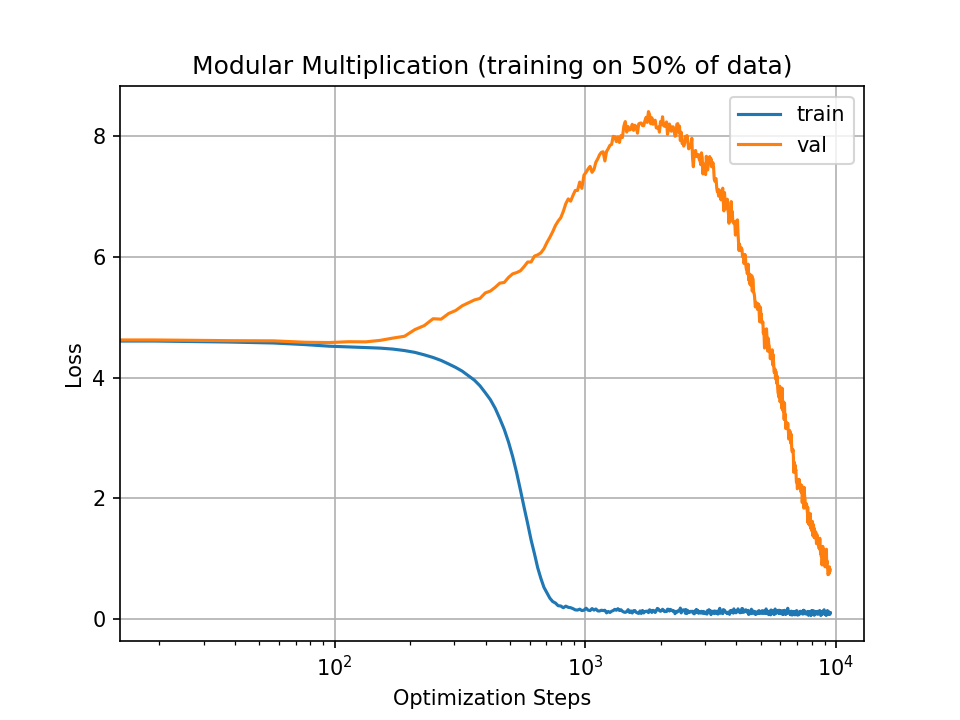 Modular Multiplication (training on 50% of data)
train
val
Loss
8
6
4
2
0
10²
10³
10⁴
Optimization Steps